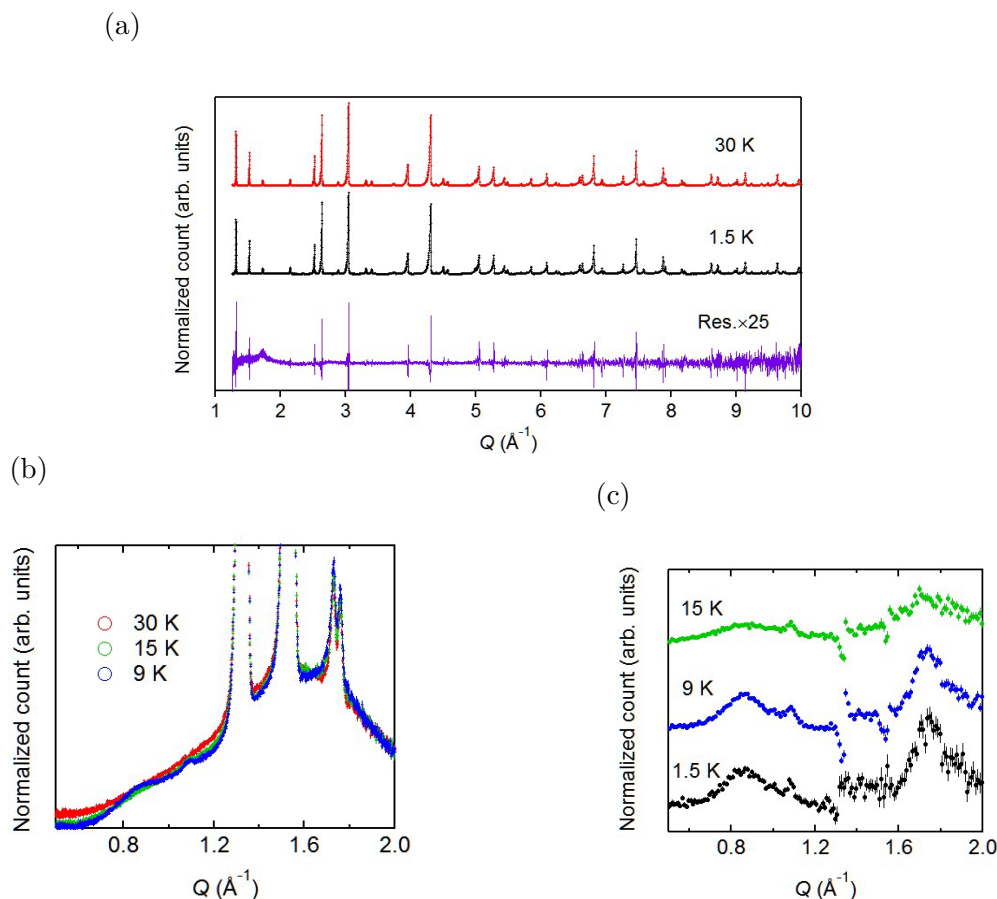 (a)
Normalized count (arb. units)
30 K
1.5 K
Res.×25
1 2 3 4 5 6 7 8 9 10
Q (Å⁻¹)
(b)
Normalized count (arb. units)
30 K
15 K
9 K
0.8 1.2 1.6 2.0
Q (Å⁻¹)
(c)
Normalized count (arb. units)
15 K
9 K
1.5 K
0.8 1.2 1.6 2.0
Q (Å⁻¹)